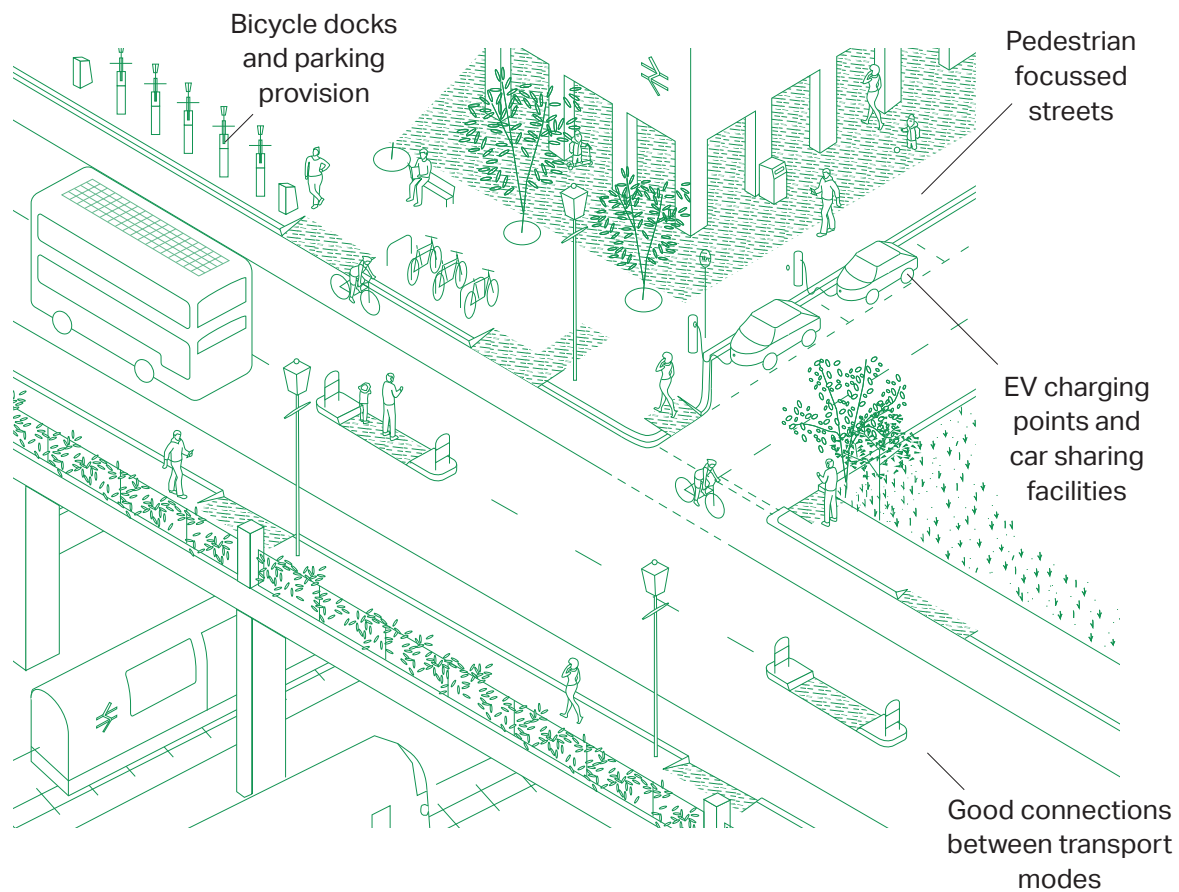 Bicycle docks
and parking
provision
Pedestrian
focussed
streets
EV charging
points and
car sharing
facilities
Good connections
between transport
modes